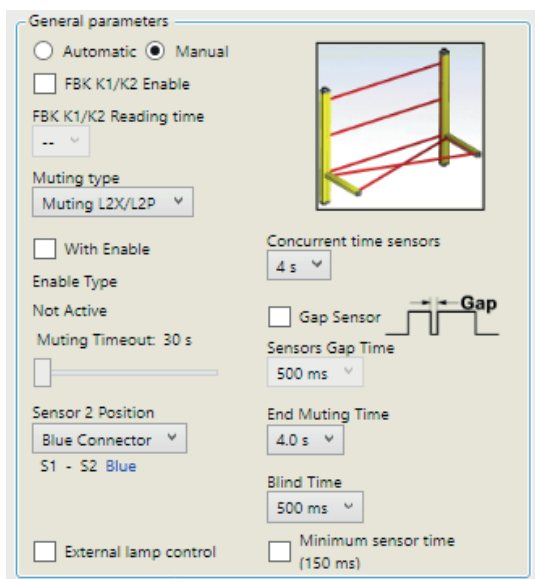 General parameters
Automatic Manual
FBK K1/K2 Enable
FBK K1/K2 Reading time
--
Muting type
Muting L2X/L2P
With Enable
Enable Type
Not Active
Muting Timeout: 30 s
Sensor 2 Position
Blue Connector
S1 - S2 Blue
External lamp control
Concurrent time sensors
4 s
Gap Sensor
Gap
Sensors Gap Time
500 ms
End Muting Time
4.0 s
Blind Time
500 ms
Minimum sensor time
(150 ms)